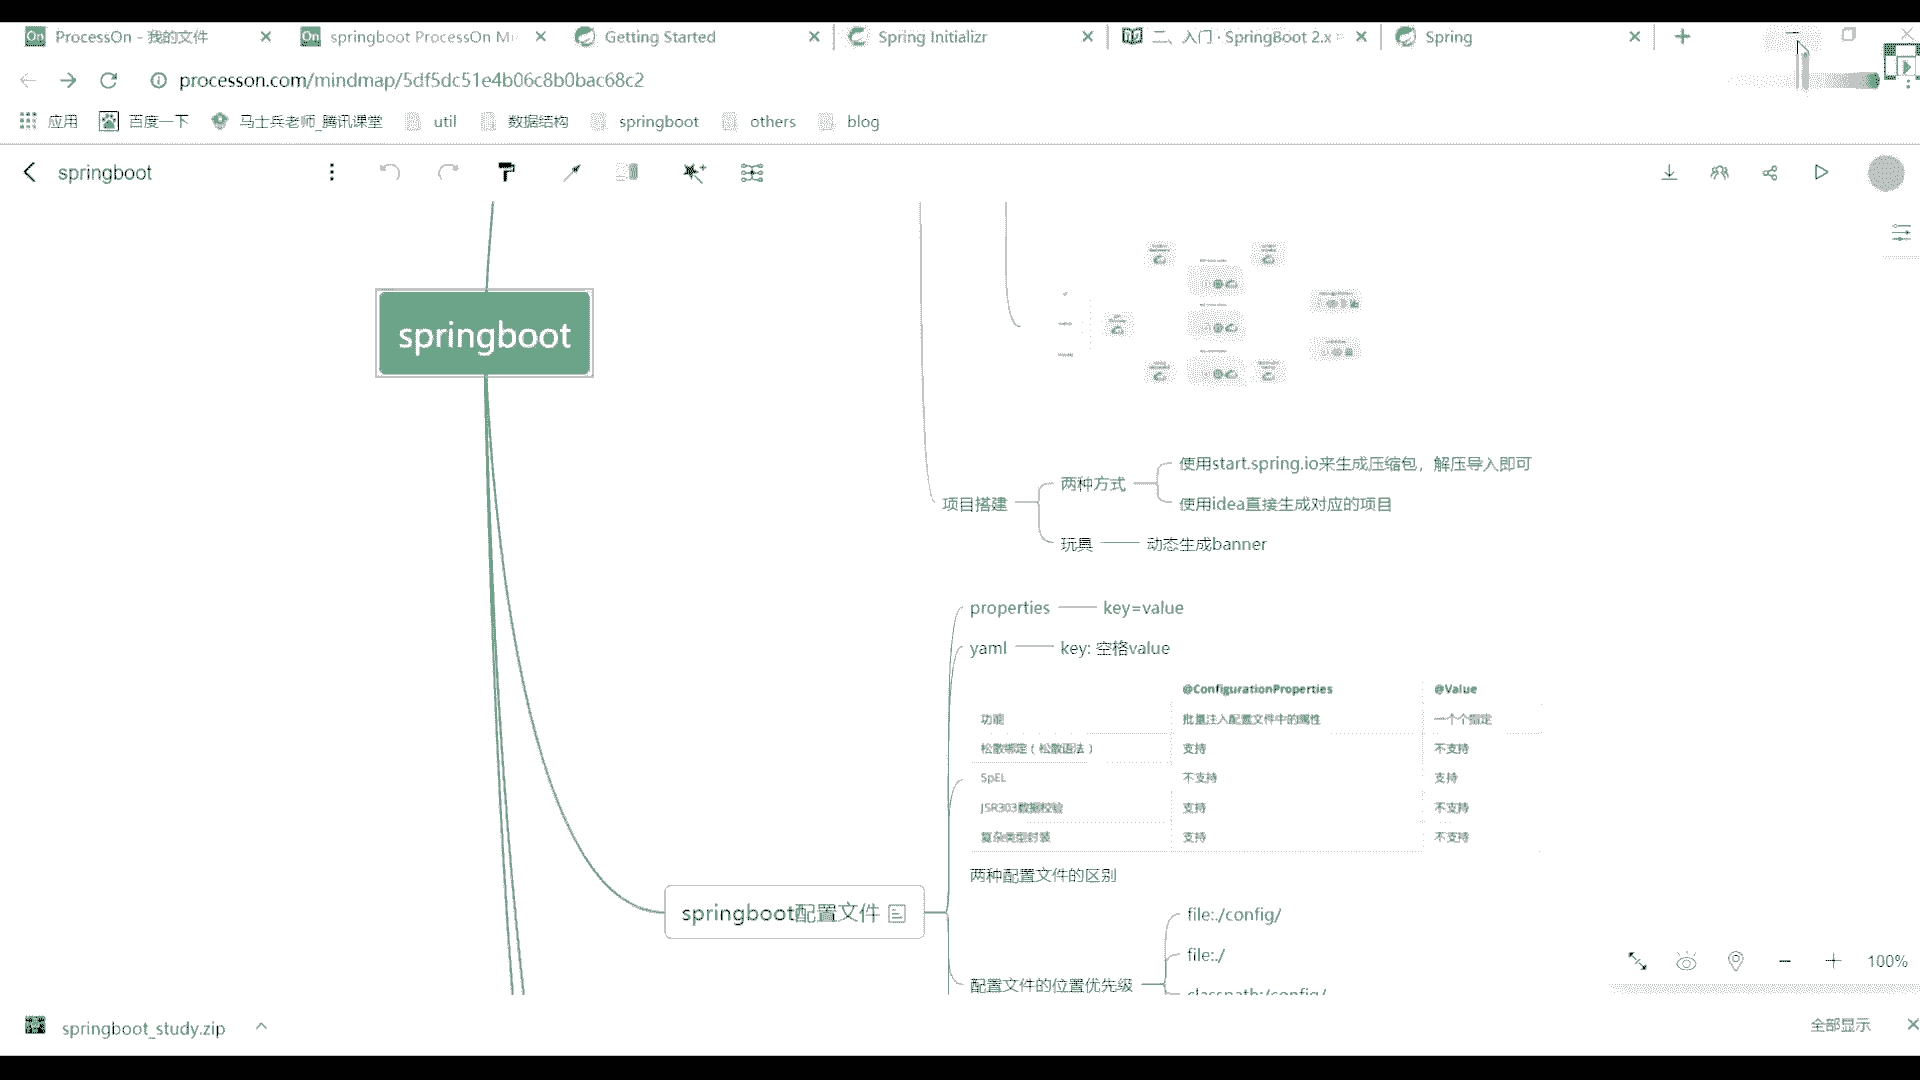 ProcessOn - 我的文件
springboot ProcessOn Mi
Getting Started
Spring Initializr
二、入门 · SpringBoot 2.x
Spring
processon.com/mindmap/5df5dc51e4b06c8b0bac68c2
应用
百度一下
马士兵老师_腾讯课堂
util
数据结构
springboot
others
blog
springboot
springboot
使用start.spring.io来生成压缩包，解压导入即可
两种方式
使用idea直接生成对应的项目
项目搭建
玩具
动态生成banner
properties
key=value
yaml
key: 空格value
@ConfigurationProperties @Value
功能 批量注入配置文件中的属性 一个个指定
松散绑定（松散语法） 支持 不支持
SpEL 不支持 支持
JSR303数据校验 支持 不支持
复杂类型封装 支持 不支持
两种配置文件的区别
springboot配置文件
file:./config/
file:./
配置文件的位置优先级
classpath:/config/
100%
springboot_study.zip
全部显示